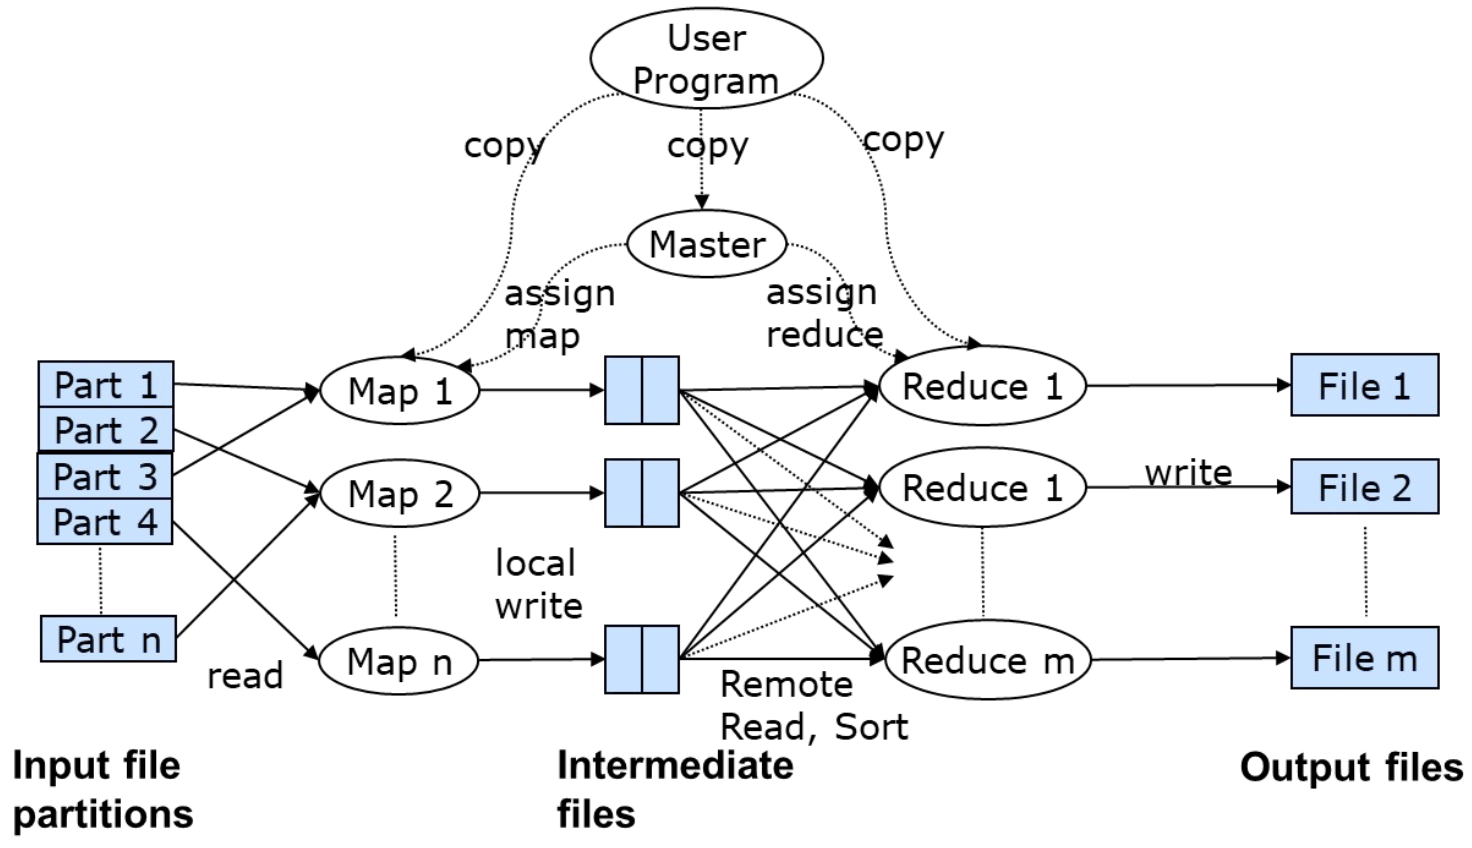 User
Program
copy
copy
copy
Master
assign
map
assign
reduce
Part 1
Part 2
Part 3
Part 4
Part n
Map 1
Map 2
Map n
read
local
write
Remote
Read, Sort
Reduce 1
Reduce 1
Reduce m
write
File 1
File 2
File m
Input file
partitions
Intermediate
files
Output files